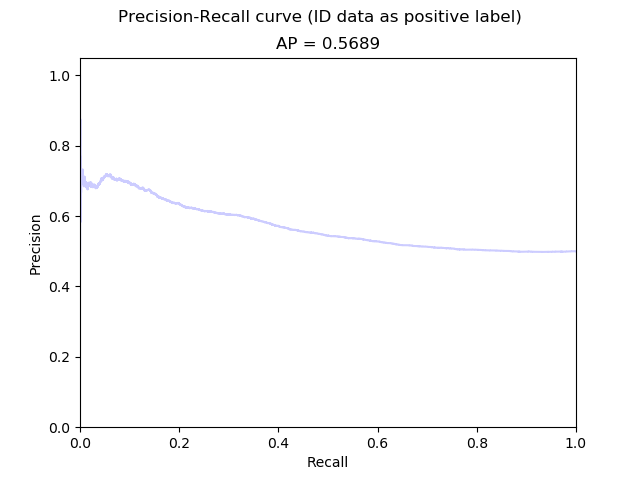 Precision-Recall curve (ID data as positive label)
AP = 0.5689
1.0
0.8
0.6
0.4
0.2
0.0
Precision
0.0 0.2 0.4 0.6 0.8 1.0
Recall